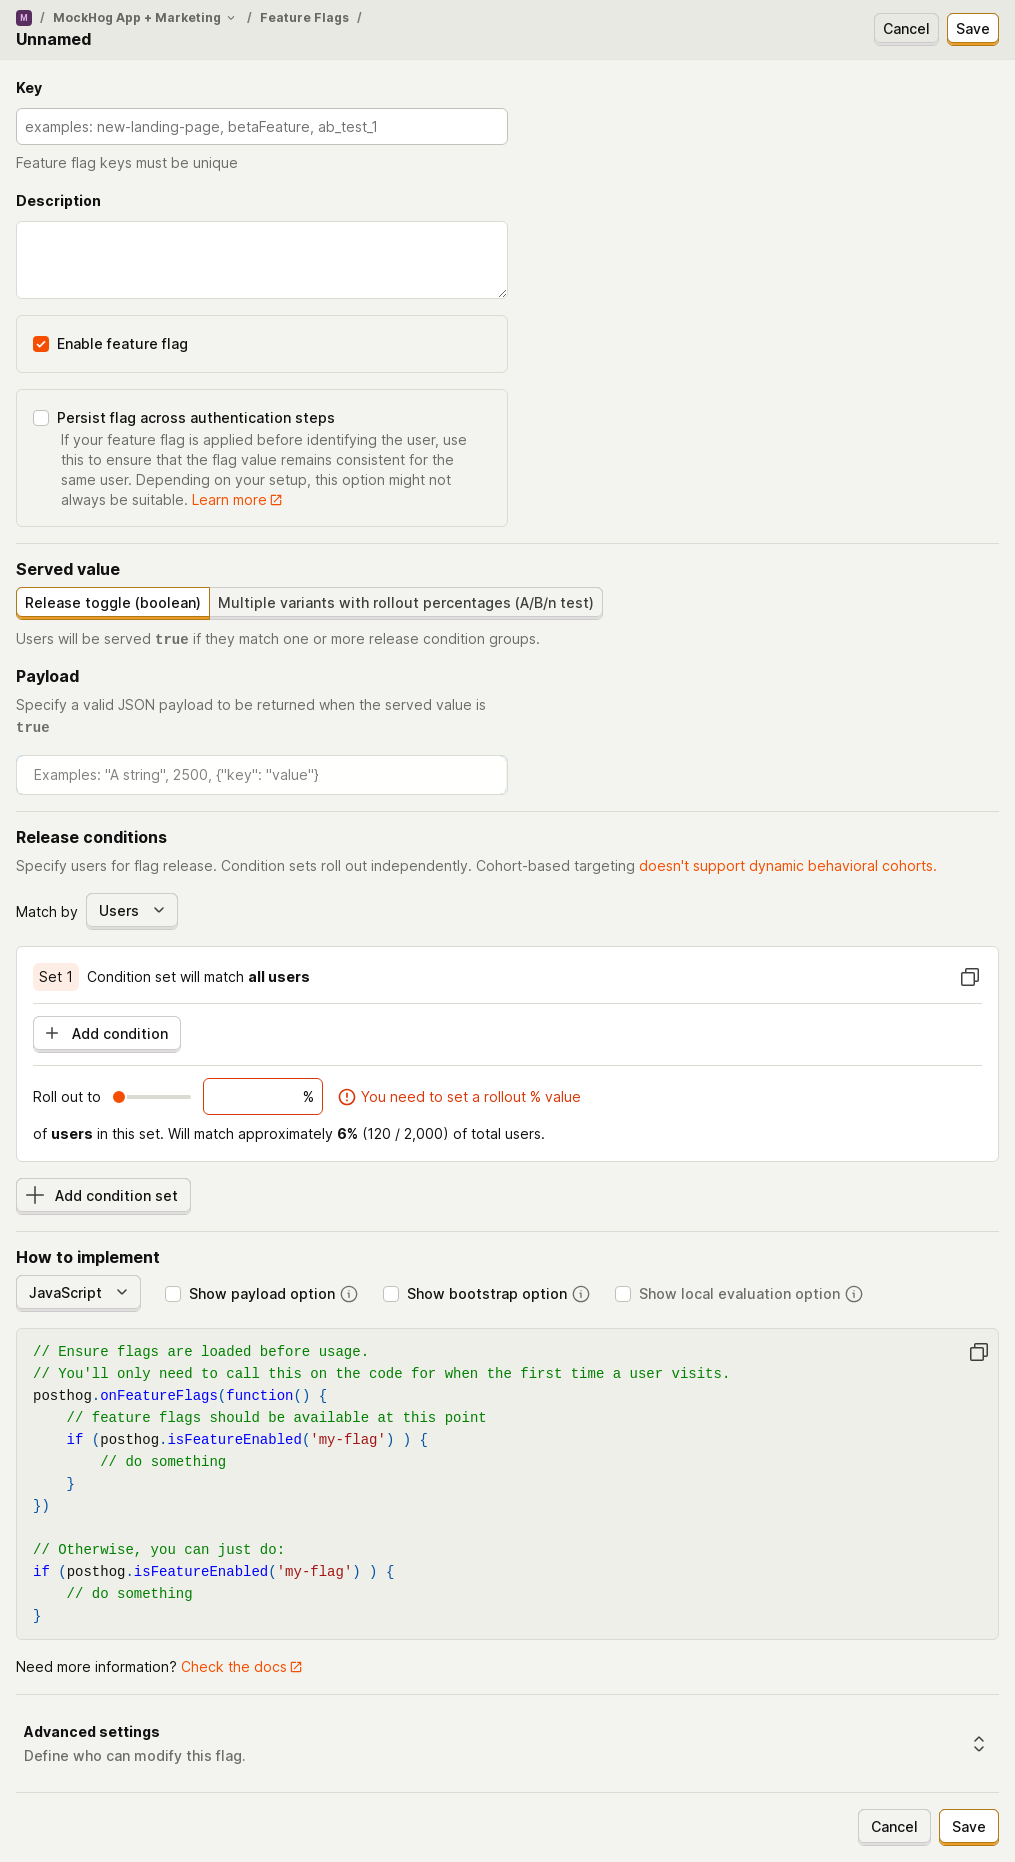 M / MockHog App + Marketing / Feature Flags /
Unnamed
Cancel
Save
Key
examples: new-landing-page, betaFeature, ab_test_1
Feature flag keys must be unique
Description
Enable feature flag
Persist flag across authentication steps
If your feature flag is applied before identifying the user, use
this to ensure that the flag value remains consistent for the
same user. Depending on your setup, this option might not
always be suitable. Learn more
Served value
Release toggle (boolean)
Multiple variants with rollout percentages (A/B/n test)
Users will be served true if they match one or more release condition groups.
Payload
Specify a valid JSON payload to be returned when the served value is
true
Examples: "A string", 2500, {"key": "value"}
Release conditions
Specify users for flag release. Condition sets roll out independently. Cohort-based targeting doesn't support dynamic behavioral cohorts.
Match by Users
Set 1 Condition set will match all users
Add condition
Roll out to % You need to set a rollout % value
of users in this set. Will match approximately 6% (120 / 2,000) of total users.
Add condition set
How to implement
JavaScript Show payload option Show bootstrap option Show local evaluation option
// Ensure flags are loaded before usage.
// You'll only need to call this on the code for when the first time a user visits.
posthog.onFeatureFlags(function() {
    // feature flags should be available at this point
    if (posthog.isFeatureEnabled('my-flag') ) {
        // do something
    }
})
// Otherwise, you can just do:
if (posthog.isFeatureEnabled('my-flag') ) {
    // do something
}
Need more information? Check the docs
Advanced settings
Define who can modify this flag.
Cancel
Save